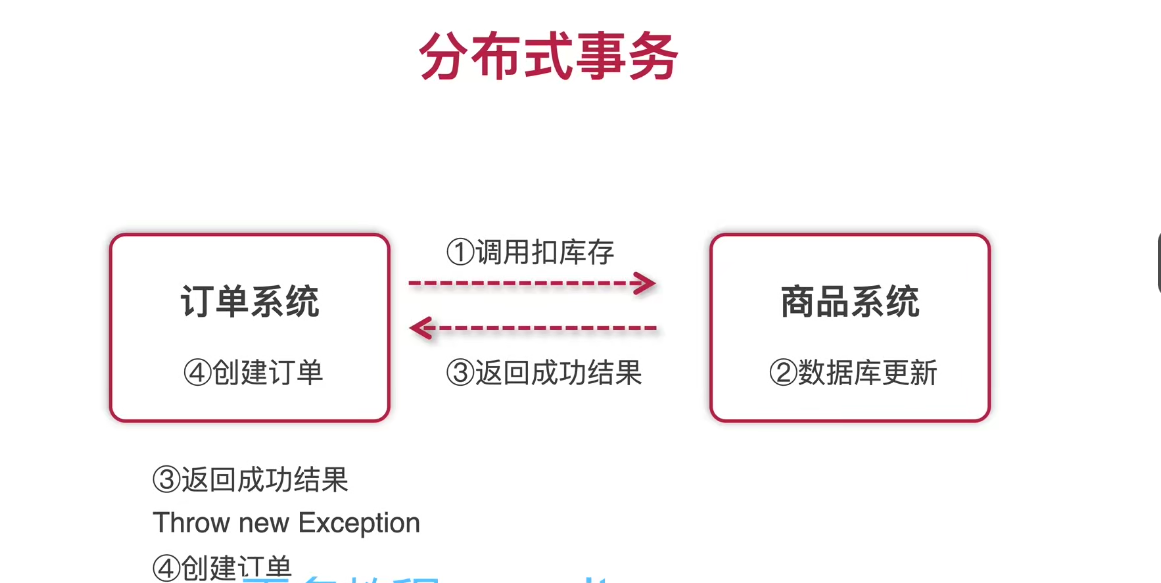 分布式事务
①调用扣库存
订单系统
商品系统
④创建订单
③返回成功结果
②数据库更新
③返回成功结果
Throw new Exception
④创建订单